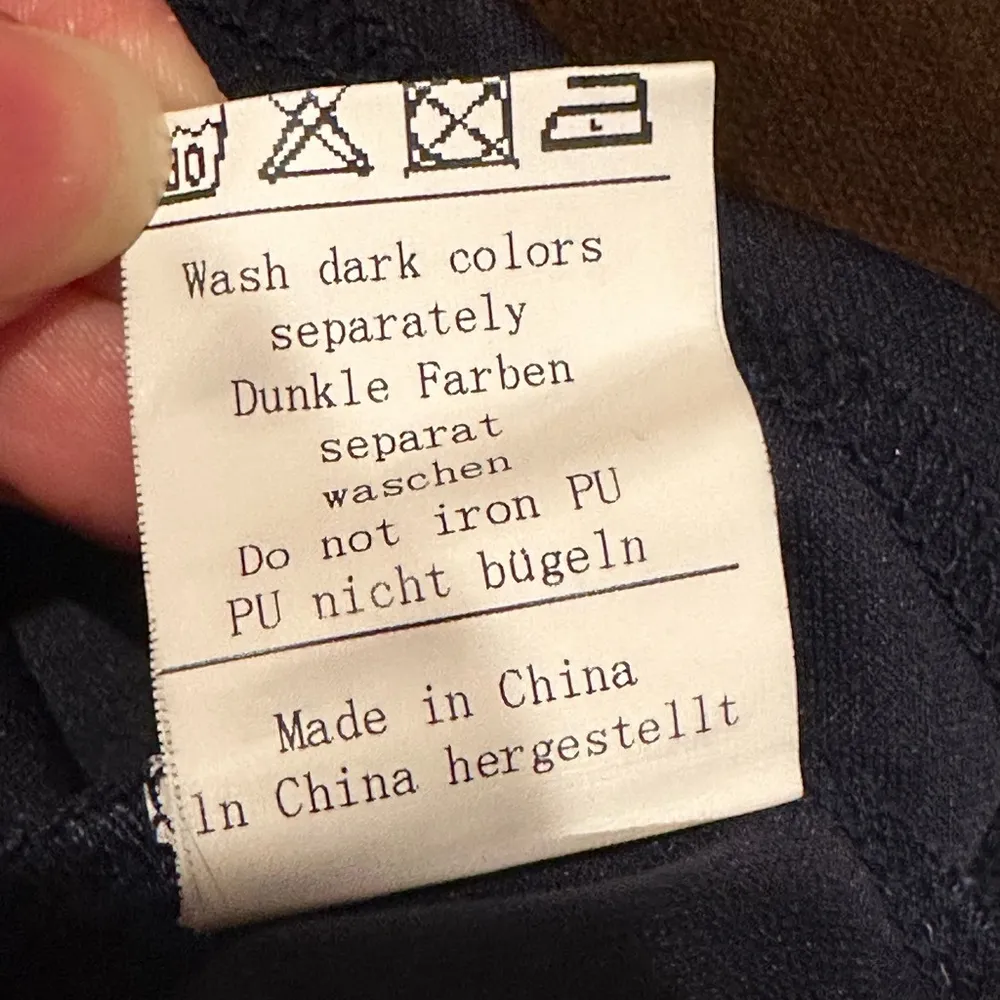 L
Wash dark colors
separately
Dunkle Farben
separat
waschen
Do not iron PU
PU nicht bügeln
Made in China
ln China hergestellt